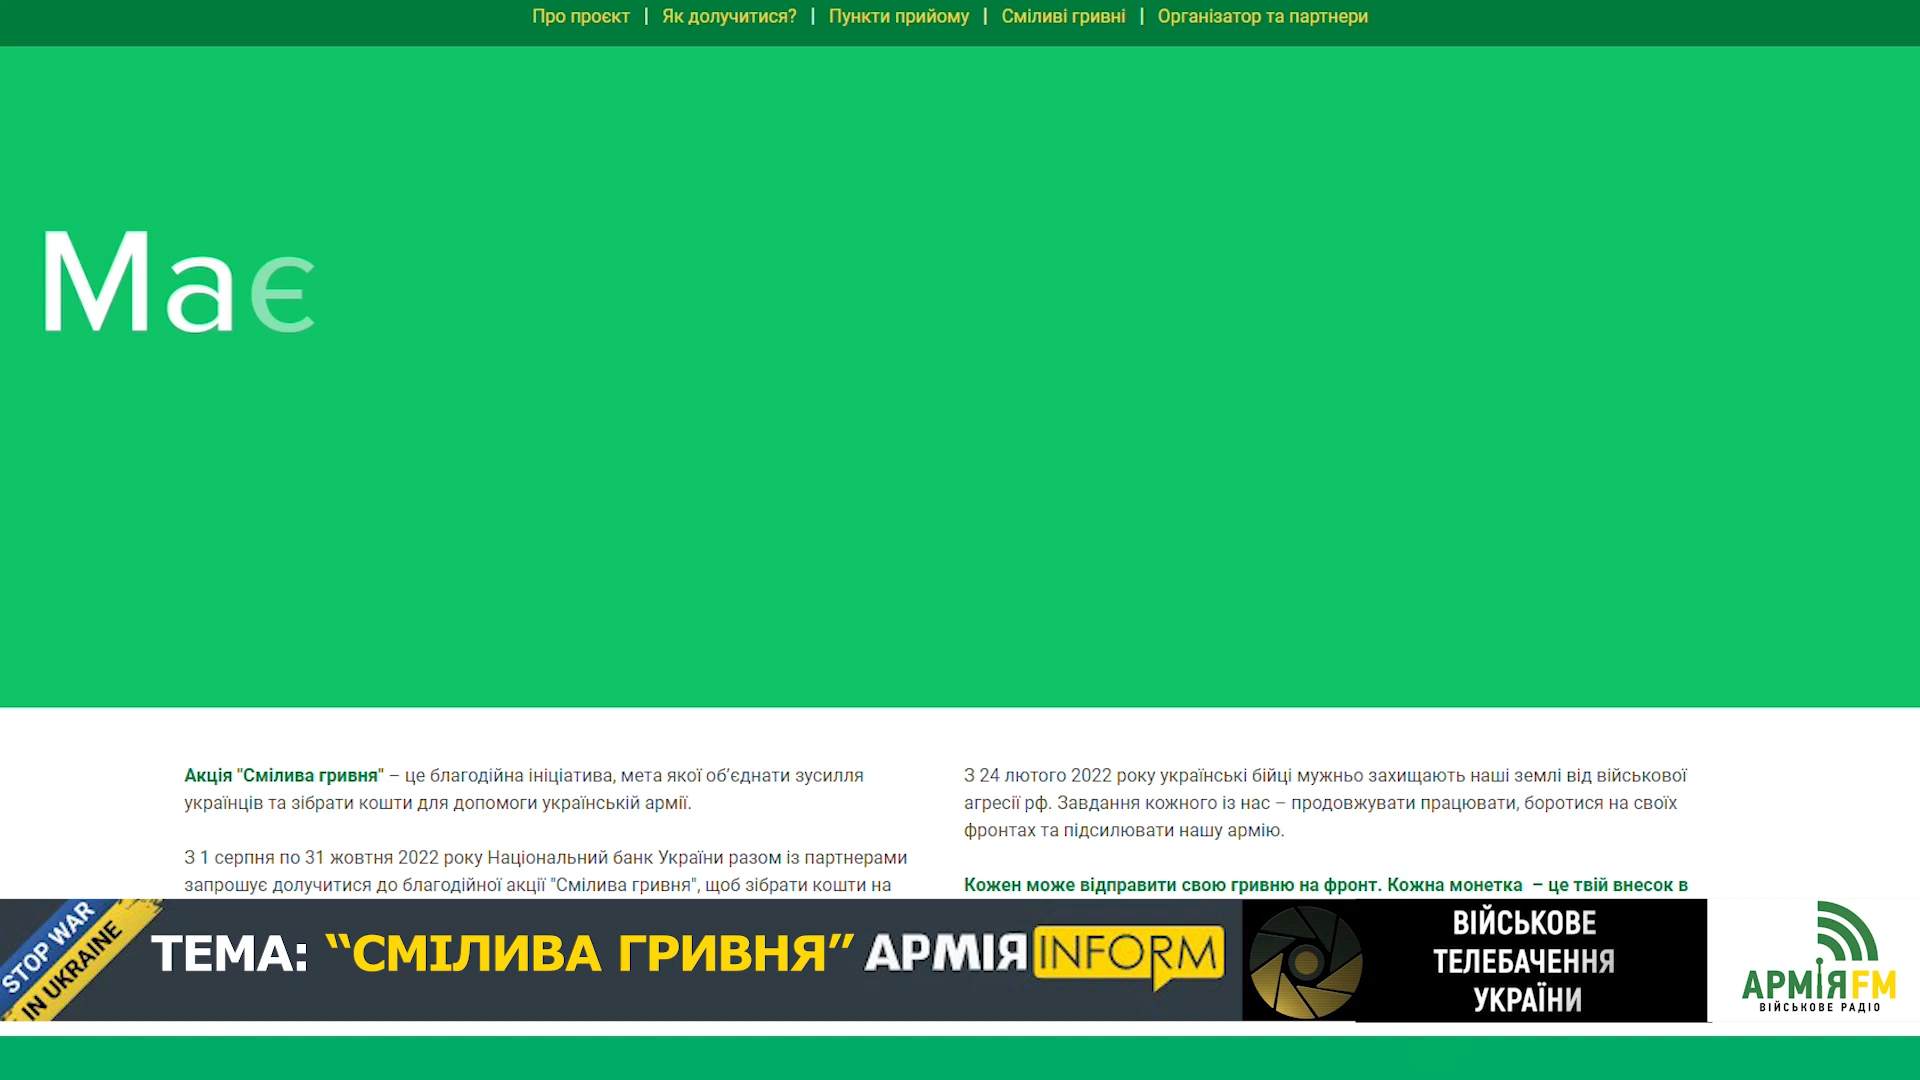 Про проєкт | Як долучитися? | Пункти прийому | Сміливі гривні | Організатор та партнери
Має
Акція "Смілива гривня" – це благодійна ініціатива, мета якої об’єднати зусилля
українців та зібрати кошти для допомоги українській армії.
З 1 серпня по 31 жовтня 2022 року Національний банк України разом із партнерами
запрошує долучитися до благодійної акції "Смілива гривня", щоб зібрати кошти на
З 24 лютого 2022 року українські бійці мужньо захищають наші землі від військової
агресії рф. Завдання кожного із нас – продовжувати працювати, боротися на своїх
фронтах та підсилювати нашу армію.
Кожен може відправити свою гривню на фронт. Кожна монетка – це твій внесок в
STOP WAR
IN UKRAINE
ТЕМА: “СМІЛИВА ГРИВНЯ”
АРМІЯINFORM
ВІЙСЬКОВЕ
ТЕЛЕБАЧЕННЯ
УКРАЇНИ
АРМІЯFM
ВІЙСЬКОВЕ РАДІО